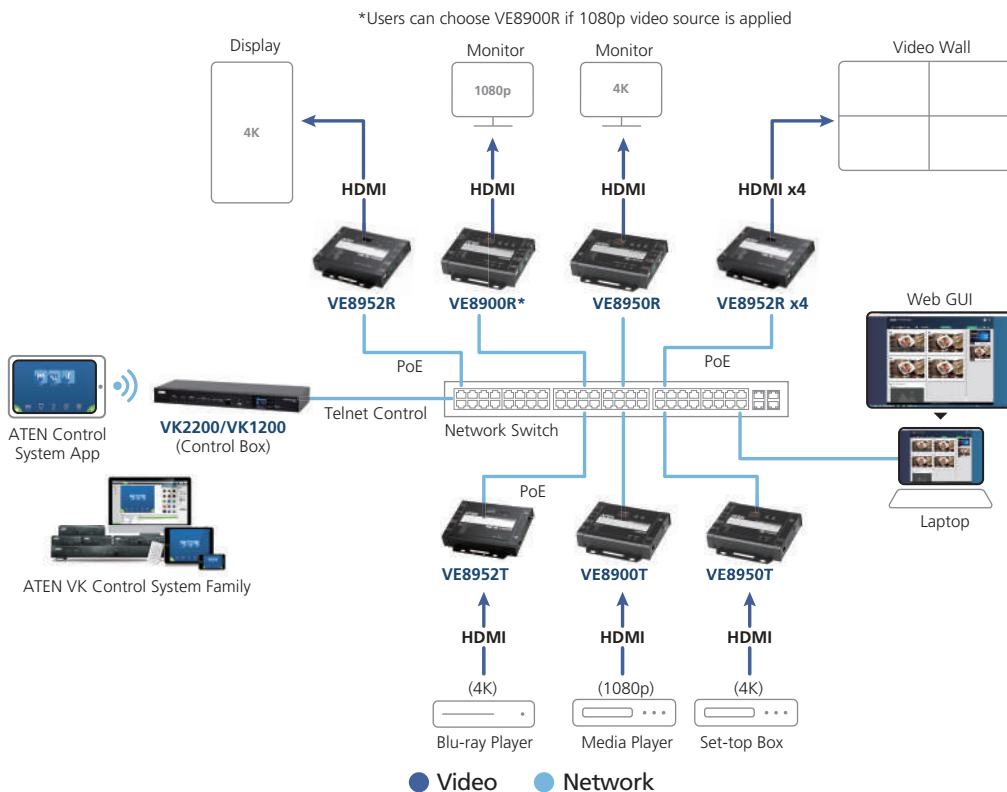 *Users can choose VE8900R if 1080p video source is applied
Display
Monitor
Monitor
Video Wall
4K
1080p
4K
HDMI
HDMI
HDMI
HDMI x4
VE8952R
VE8900R*
VE8950R
VE8952R x4
Web GUI
PoE
PoE
ATEN Control
System App
VK2200/VK1200
(Control Box)
Telnet Control
Network Switch
Laptop
PoE
ATEN VK Control System Family
VE8952T
VE8900T
VE8950T
HDMI
HDMI
HDMI
(4K)
(1080p)
(4K)
Blu-ray Player
Media Player
Set-top Box
Video
Network